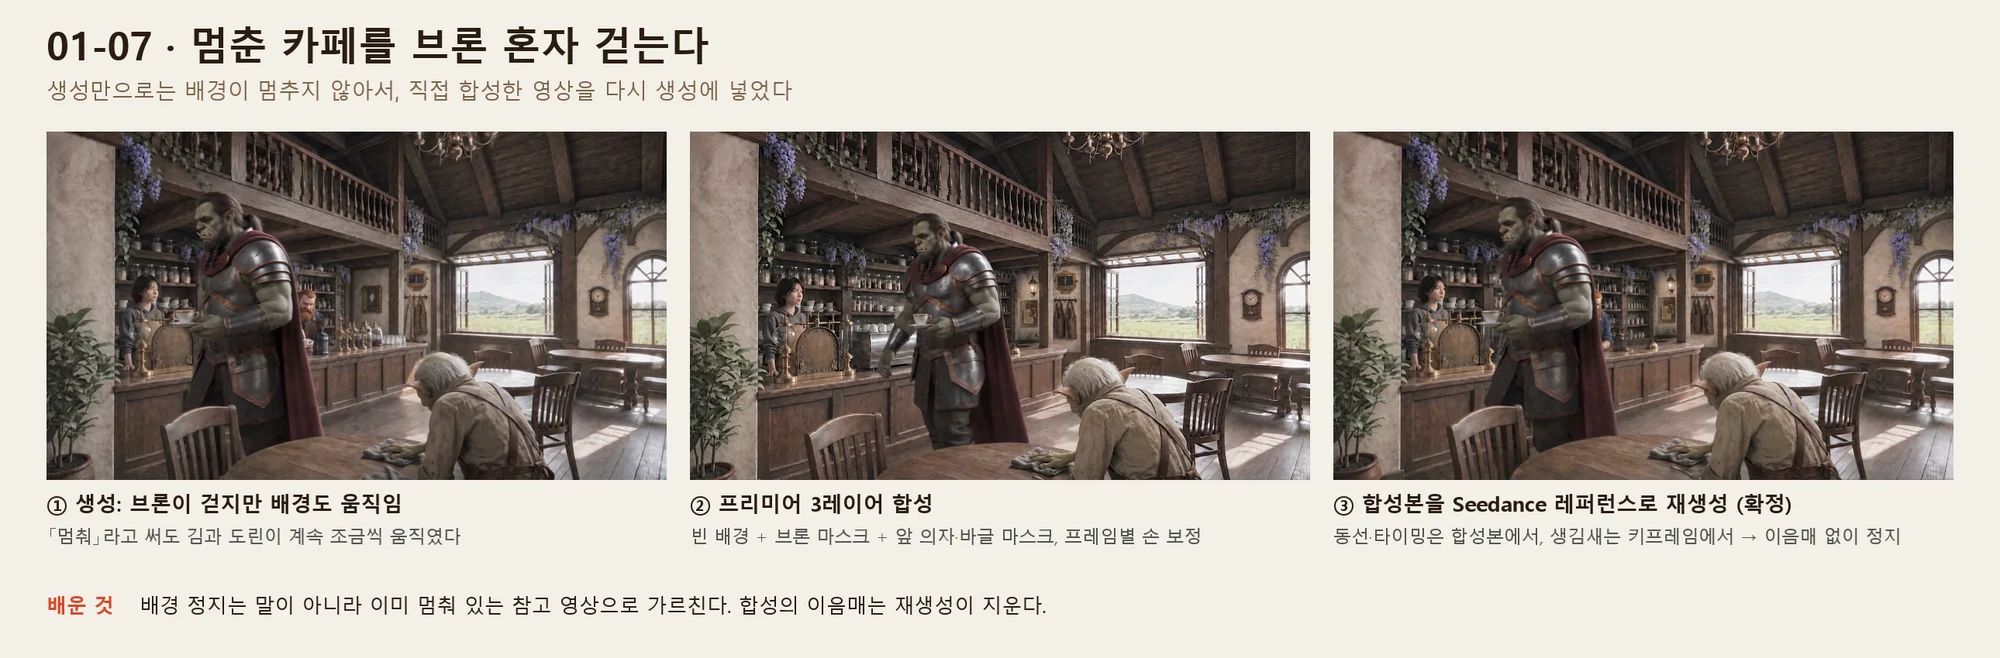 01-07 · 멈춘 카페를 브론 혼자 걷는다
생성만으로는 배경이 멈추지 않아서, 직접 합성한 영상을 다시 생성에 넣었다
① 생성: 브론이 걷지만 배경도 움직임
「멈춰」라고 써도 김과 도린이 계속 조금씩 움직였다
② 프리미어 3레이어 합성
빈 배경 + 브론 마스크 + 앞 의자·바글 마스크, 프레임별 손 보정
③ 합성본을 Seedance 레퍼런스로 재생성 (확정)
동선·타이밍은 합성본에서, 생김새는 키프레임에서 → 이음매 없이 정지
배운 것 배경 정지는 말이 아니라 이미 멈춰 있는 참고 영상으로 가르친다. 합성의 이음매는 재생성이 지운다.